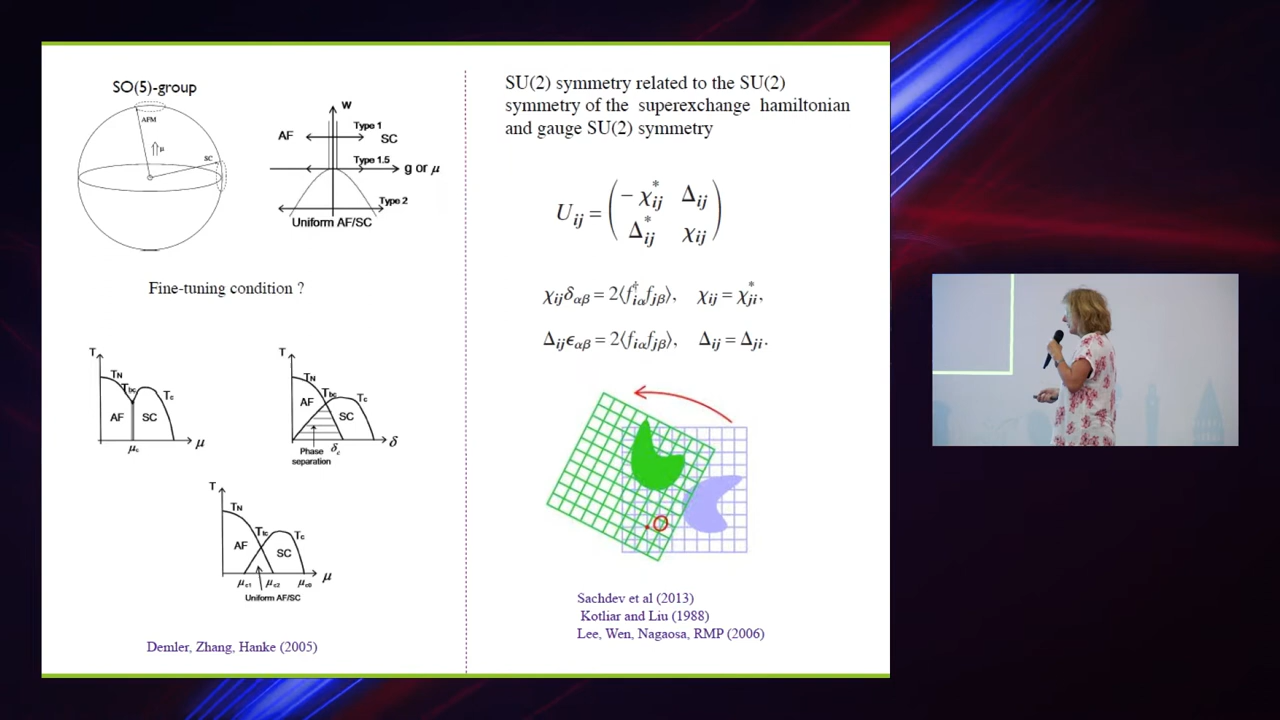 SO(5)-group
AFM
μ
SC
W
AF
Type 1
SC
Type 1.5
g or μ
Type 2
Uniform AF/SC
Fine-tuning condition ?
T
T_N
T_bc
T_c
AF
SC
μ_c
μ
T
T_N
T_bc
T_c
AF
SC
Phase
separation
δ_c
δ
T
T_N
T_tc
T_c
AF
SC
μ_c1
μ_c2
μ_c0
μ
Uniform AF/SC
Demler, Zhang, Hanke (2005)
SU(2) symmetry related to the SU(2)
symmetry of the superexchange hamiltonian
and gauge SU(2) symmetry
U_ij = ( −χ*_ij Δ_ij
Δ*_ij χ_ij )
χ_ij δ_αβ = 2⟨f†_iα f_jβ⟩, χ_ij = χ*_ji,
Δ_ij ϵ_αβ = 2⟨f_iα f_jβ⟩, Δ_ij = Δ_ji.
O
Sachdev et al (2013)
Kotliar and Liu (1988)
Lee, Wen, Nagaosa, RMP (2006)